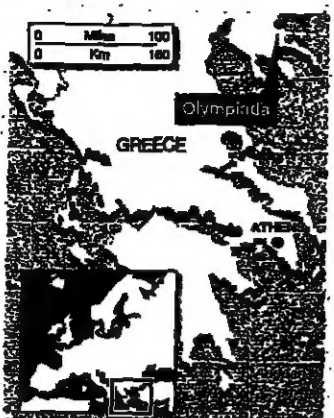 0 Miles 100
0 Km 160
Olympiada
GREECE
ATHENS